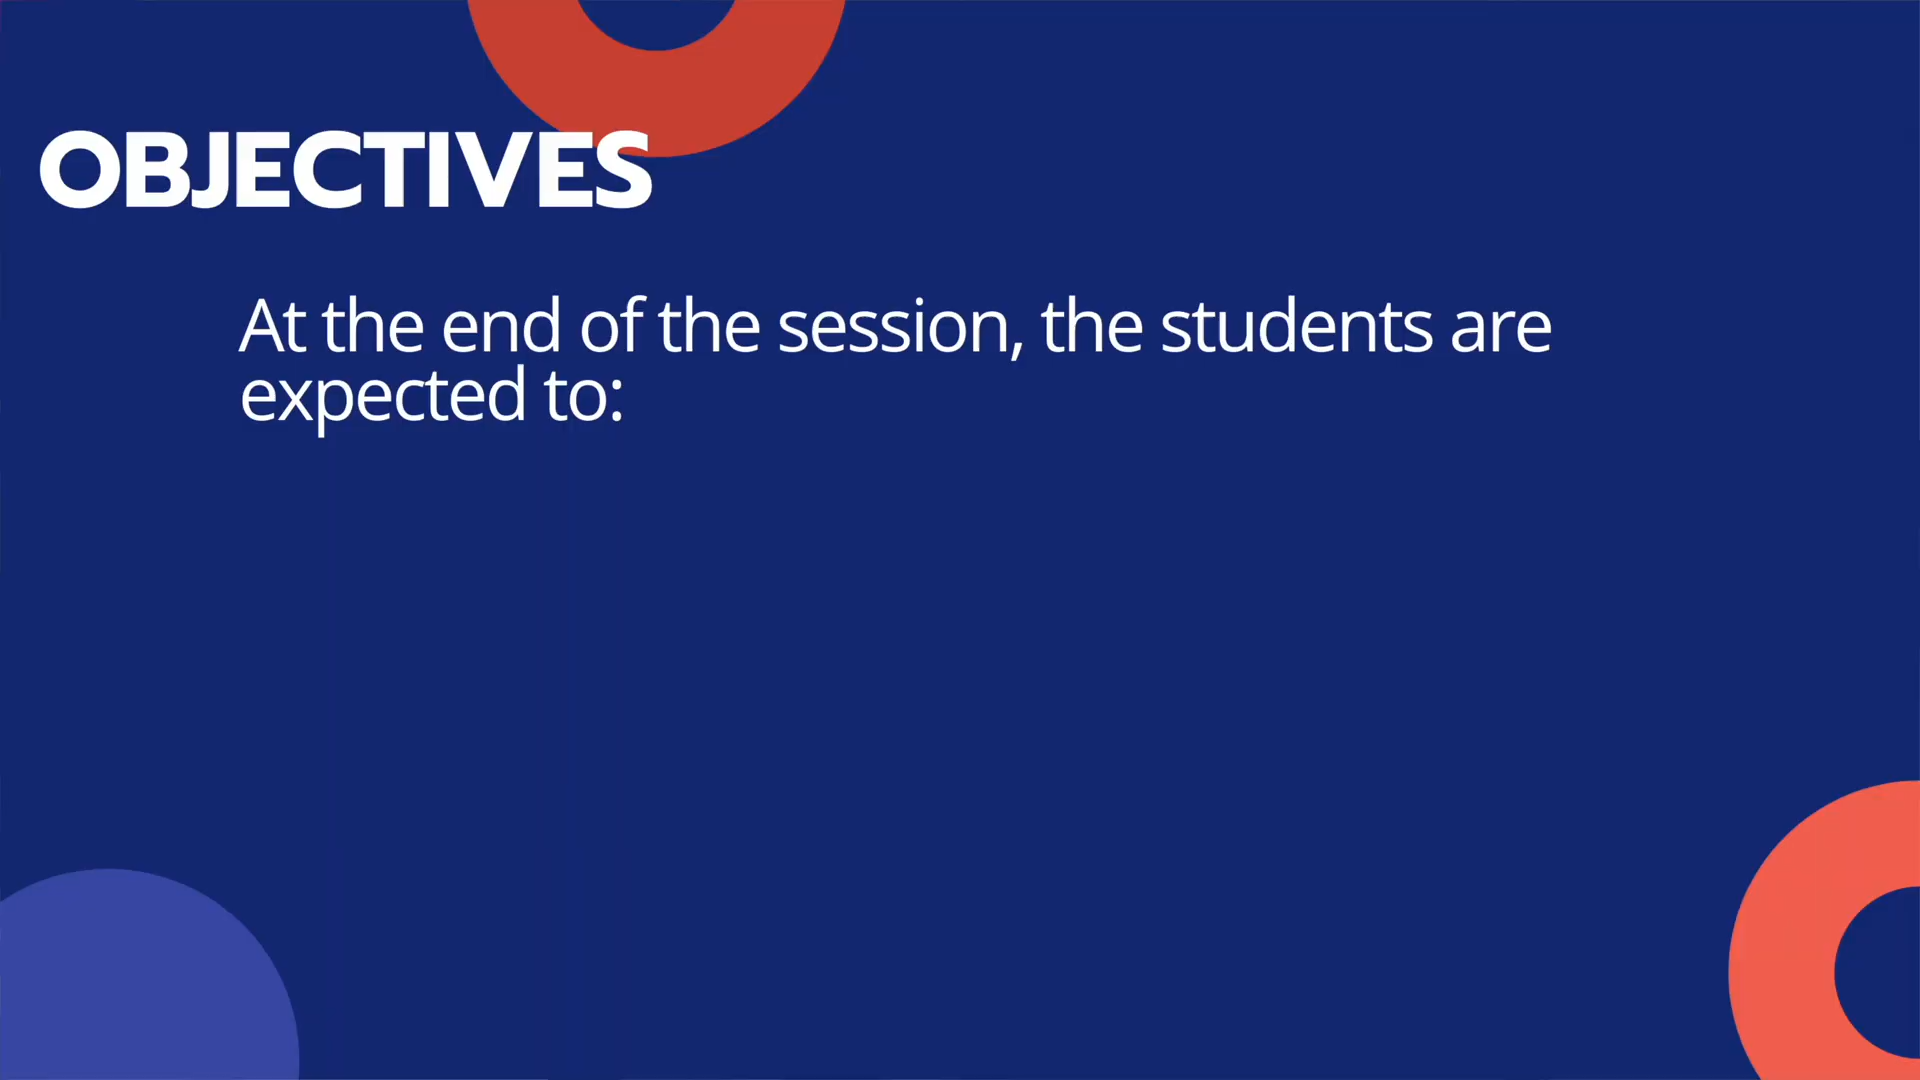 OBJECTIVES
At the end of the session, the students are
expected to: